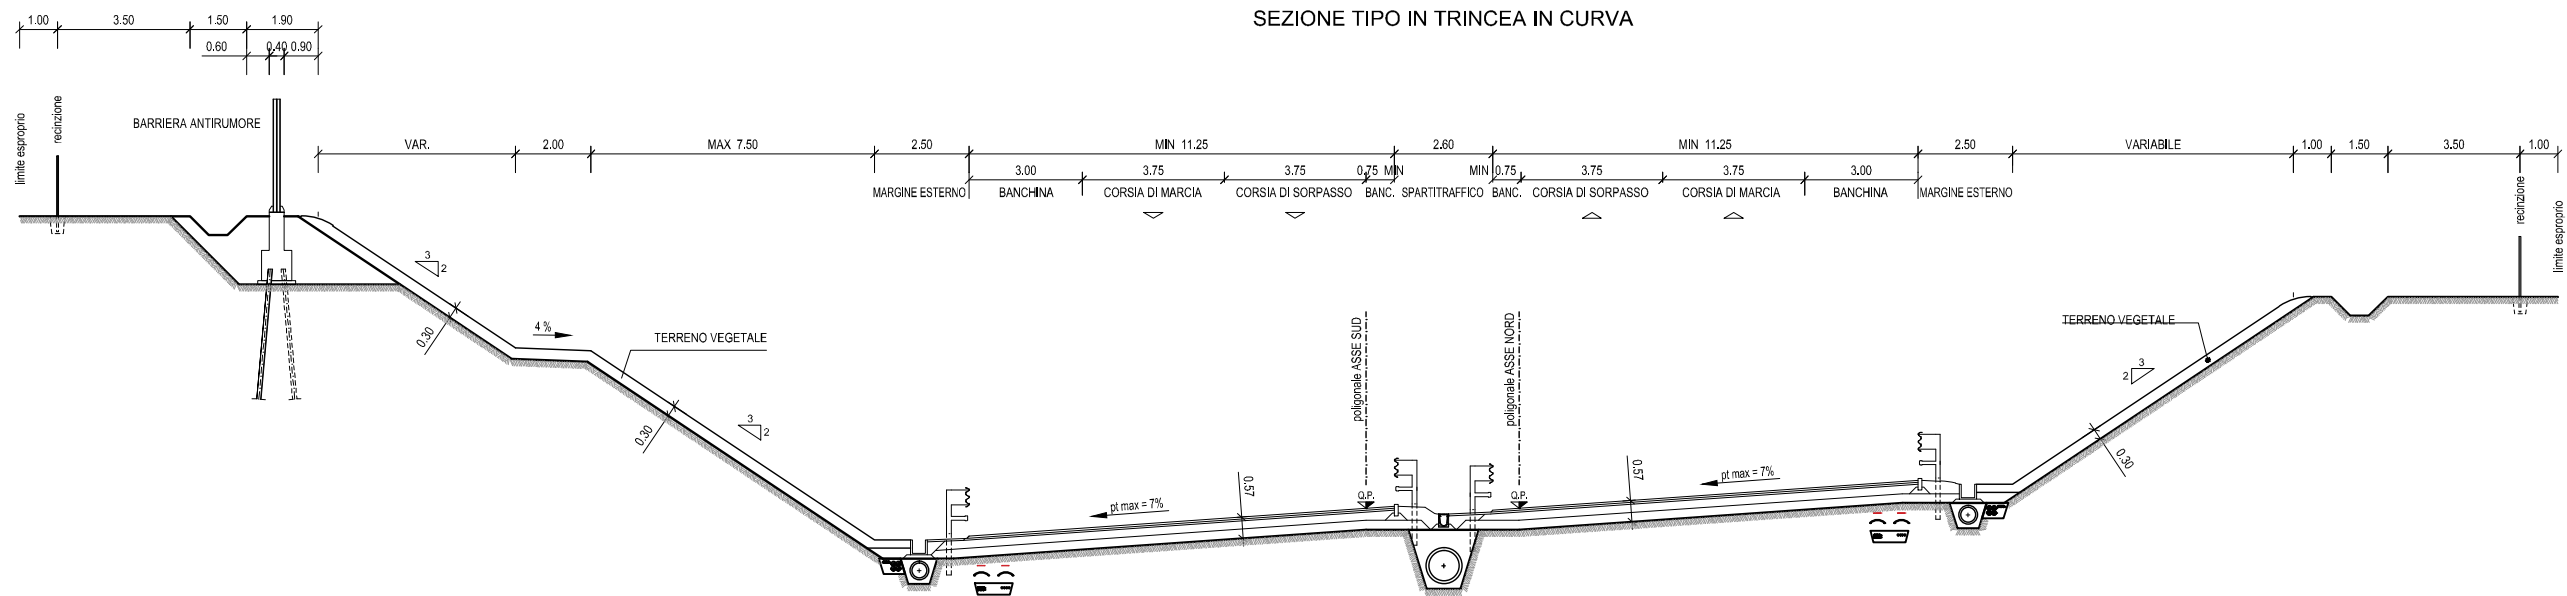 SEZIONE TIPO IN TRINCEA IN CURVA
1.00 3.50 1.50 1.90
0.60 0.40 0.90
limite esproprio
recinzione
BARRIERA ANTIRUMORE
VAR. 2.00 MAX 7.50 2.50 MIN 11.25 2.60 MIN 11.25 2.50 VARIABILE 1.00 1.50 3.50 1.00
3.00 3.75 3.75 0.75 MIN MIN 0.75 3.75 3.75 3.00
MARGINE ESTERNO BANCHINA CORSIA DI MARCIA CORSIA DI SORPASSO BANC. SPARTITRAFFICO BANC. CORSIA DI SORPASSO CORSIA DI MARCIA BANCHINA MARGINE ESTERNO
recinzione
limite esproprio
3
2
0.30
4 %
TERRENO VEGETALE
0.30
3
2
poligonale ASSE SUD
poligonale ASSE NORD
TERRENO VEGETALE
3
2
0.30
pt max = 7%
0.57
Q.P.
Q.P.
0.57
pt max = 7%